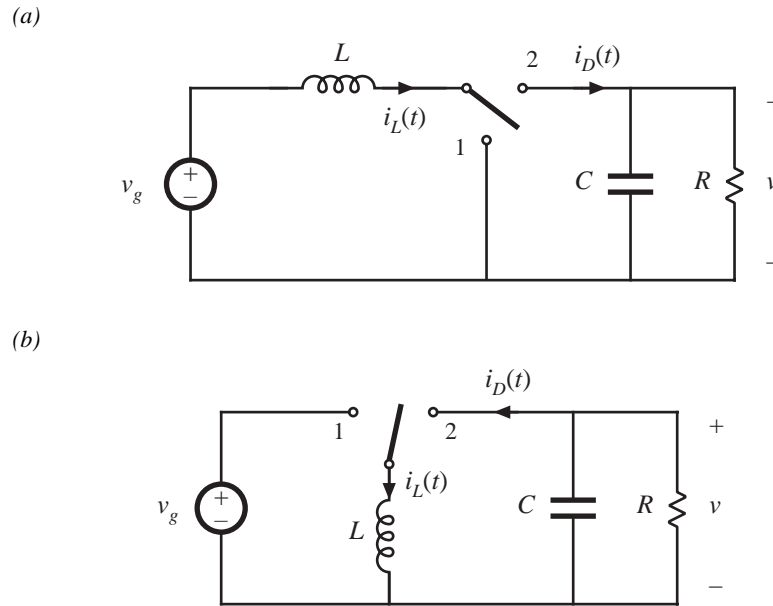 (a)
L
2
i_D(t)
i_L(t)
+
1
v_g
+
−
C
R
v
−
(b)
i_D(t)
1
2
+
i_L(t)
v_g
+
−
L
C
R
v
−